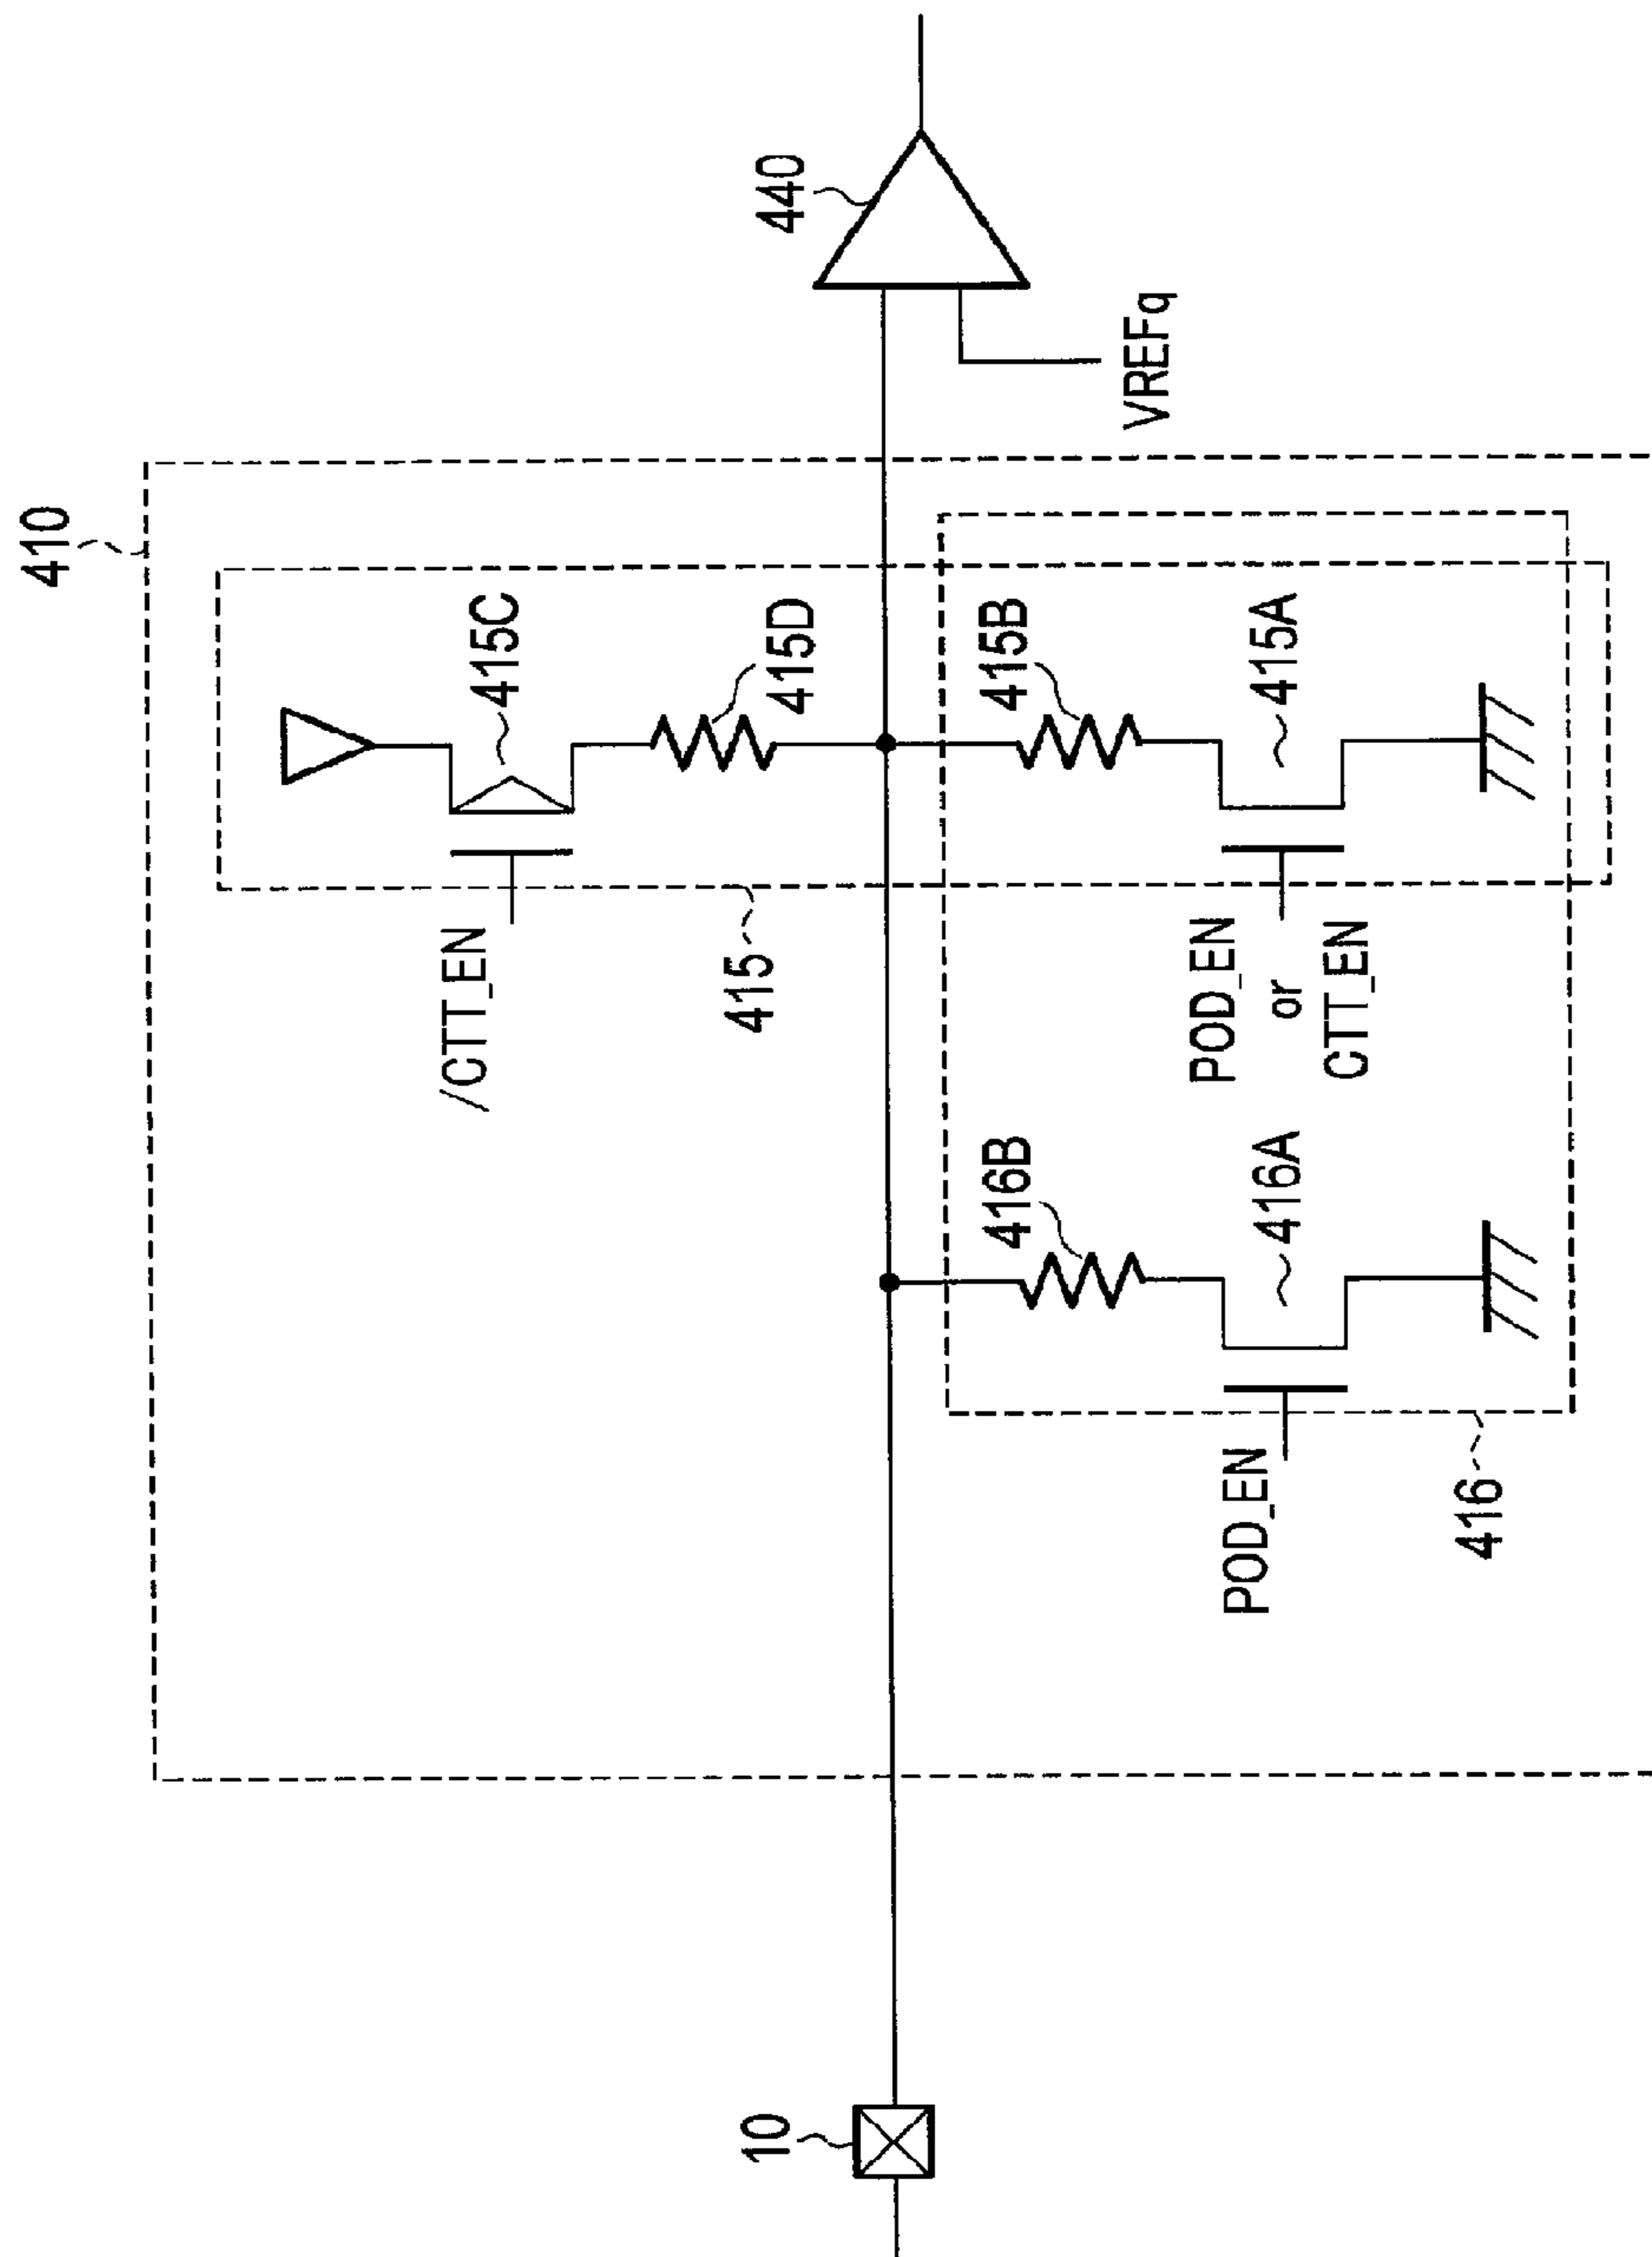 410
415C
415D
/CTT_EN
415
440
VREFq
10
416B
416A
POD_EN
416
415B
415A
POD_EN
or
CTT_EN